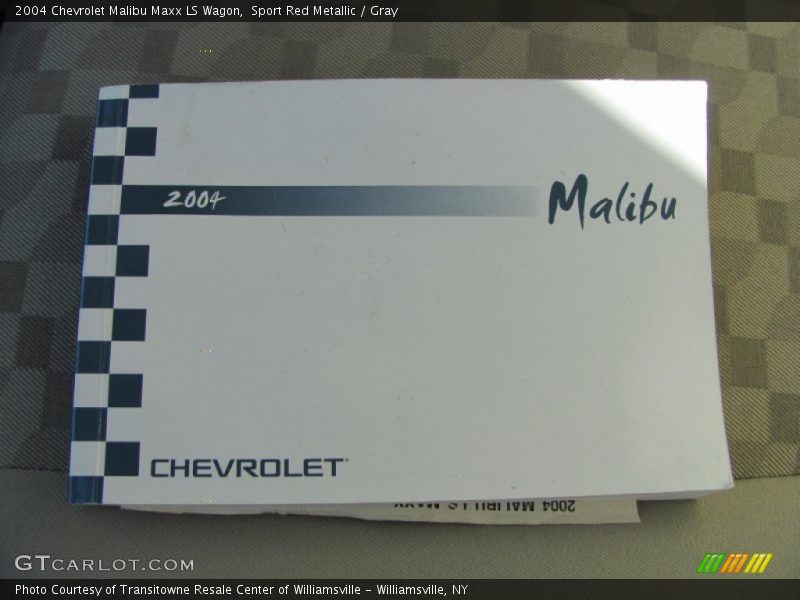 2004 Chevrolet Malibu Maxx LS Wagon,  Sport Red Metallic / Gray
2004
Malibu
CHEVROLET
2004 MALIBU LS MAXX
GTCARLOT.COM
Photo Courtesy of Transitowne Resale Center of Williamsville - Williamsville, NY